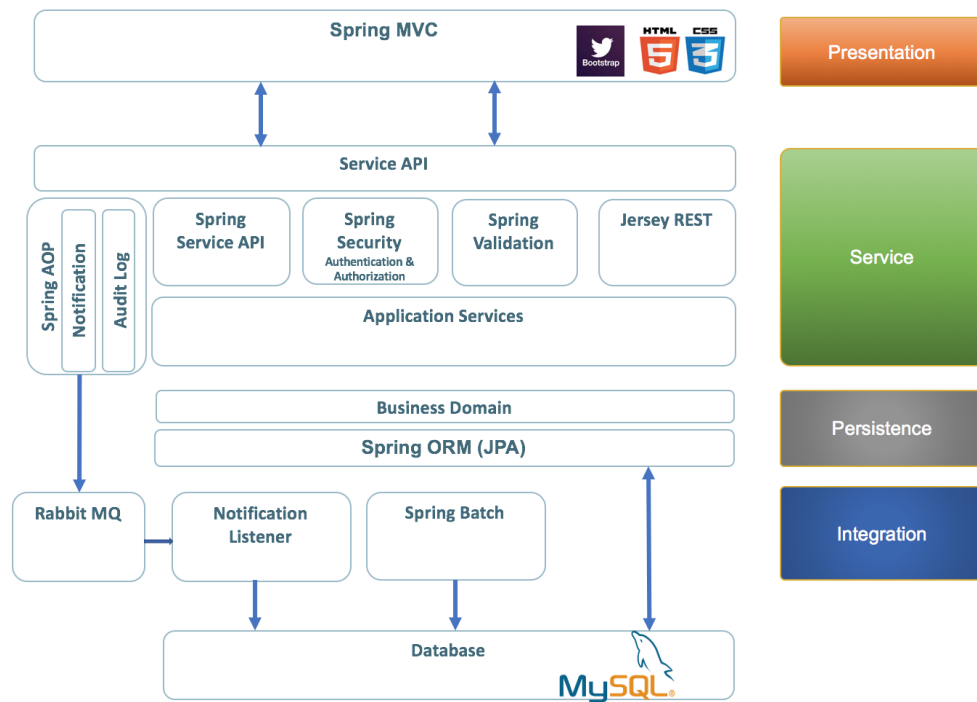 Spring MVC
Bootstrap
HTML
5
CSS
3
Presentation
Service API
Spring AOP
Notification
Audit Log
Spring
Service API
Spring
Security
Authentication &
Authorization
Spring
Validation
Jersey REST
Service
Application Services
Business Domain
Persistence
Spring ORM (JPA)
Rabbit MQ
Notification
Listener
Spring Batch
Integration
Database
MySQL®